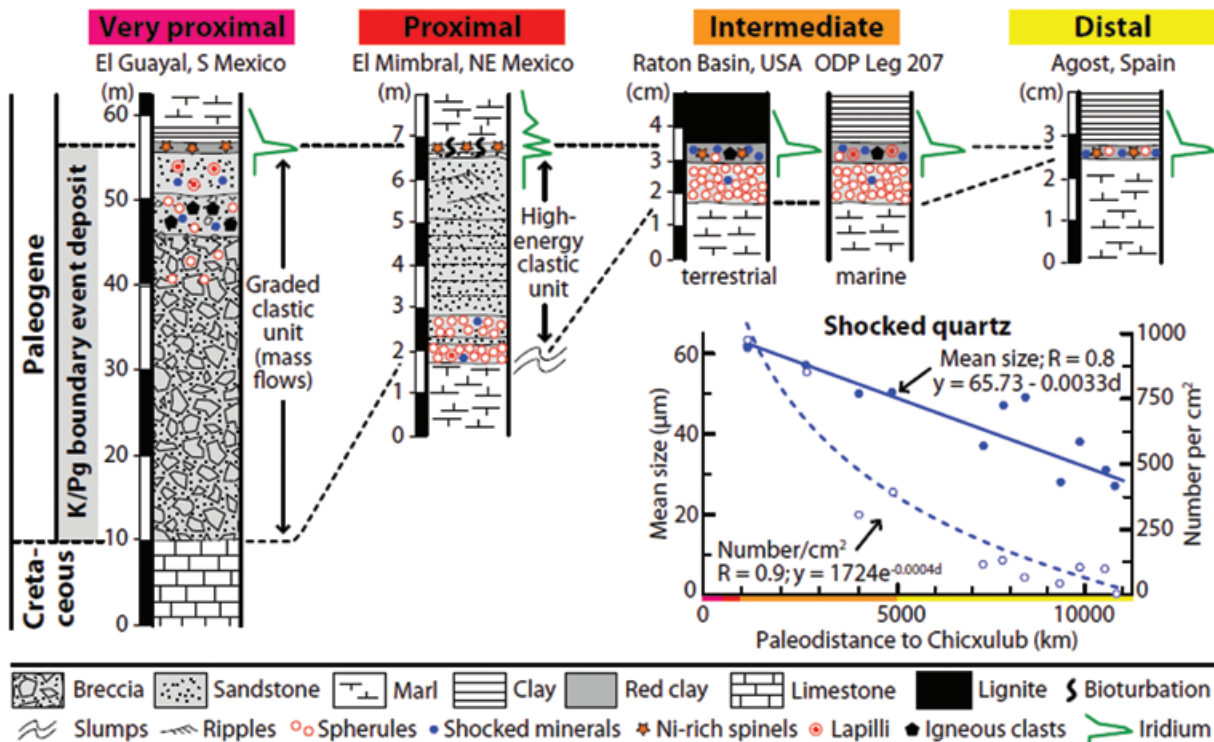 Very proximal
Proximal
Intermediate
Distal
El Guayal, S Mexico
El Mimbral, NE Mexico
Raton Basin, USA
ODP Leg 207
Agost, Spain
(m)
60
50
40
30
20
10
0
(m)
7
6
5
4
3
2
1
0
(cm)
4
3
2
1
0
(cm)
3
2
1
0
Paleogene
K/Pg boundary event deposit
Creta-
ceous
Graded
clastic
unit
(mass
flows)
High-
energy
clastic
unit
terrestrial
marine
Shocked quartz
Mean size; R = 0.8
y = 65.73 - 0.0033d
Number/cm2
R = 0.9; y = 1724e-0.0004d
Mean size (µm)
60
40
20
0
Number per cm2
1000
750
500
250
0
0
5000
10000
Paleodistance to Chicxulub (km)
Breccia
Sandstone
Marl
Clay
Red clay
Limestone
Lignite
Bioturbation
Slumps
Ripples
Spherules
Shocked minerals
Ni-rich spinels
Lapilli
Igneous clasts
Iridium